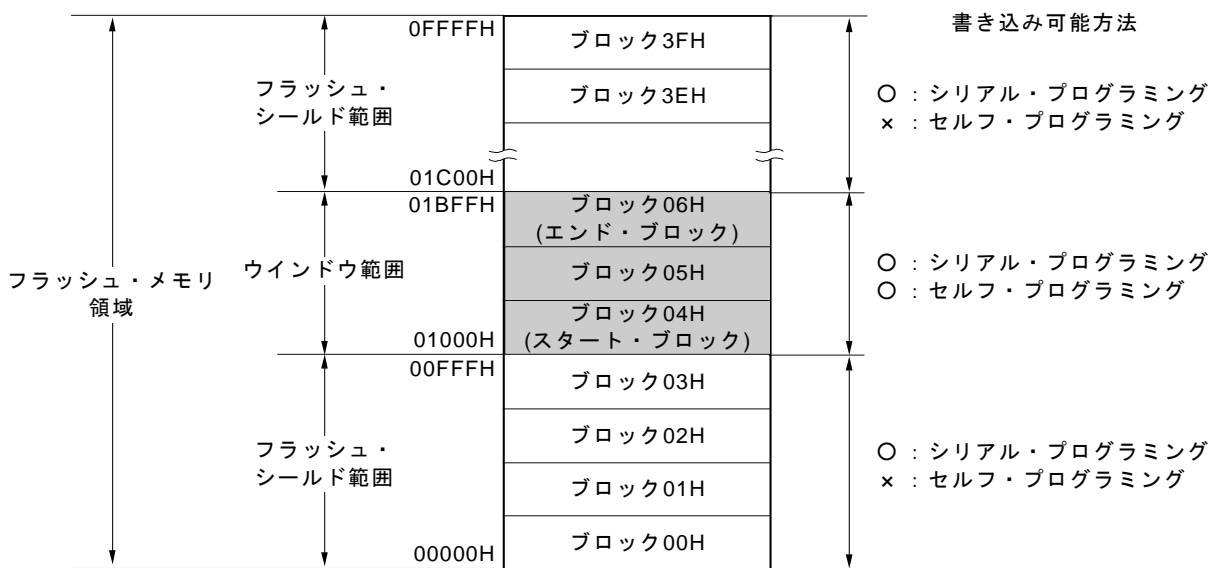 書き込み可能方法
0FFFFH
ブロック3FH
フラッシュ・
シールド範囲
ブロック3EH
○ : シリアル・プログラミング
× : セルフ・プログラミング
01C00H
01BFFH
ブロック06H
(エンド・ブロック)
フラッシュ・メモリ
領域
ウインドウ範囲
ブロック05H
○ : シリアル・プログラミング
○ : セルフ・プログラミング
ブロック04H
(スタート・ブロック)
01000H
00FFFH
ブロック03H
フラッシュ・
シールド範囲
ブロック02H
○ : シリアル・プログラミング
× : セルフ・プログラミング
ブロック01H
ブロック00H
00000H